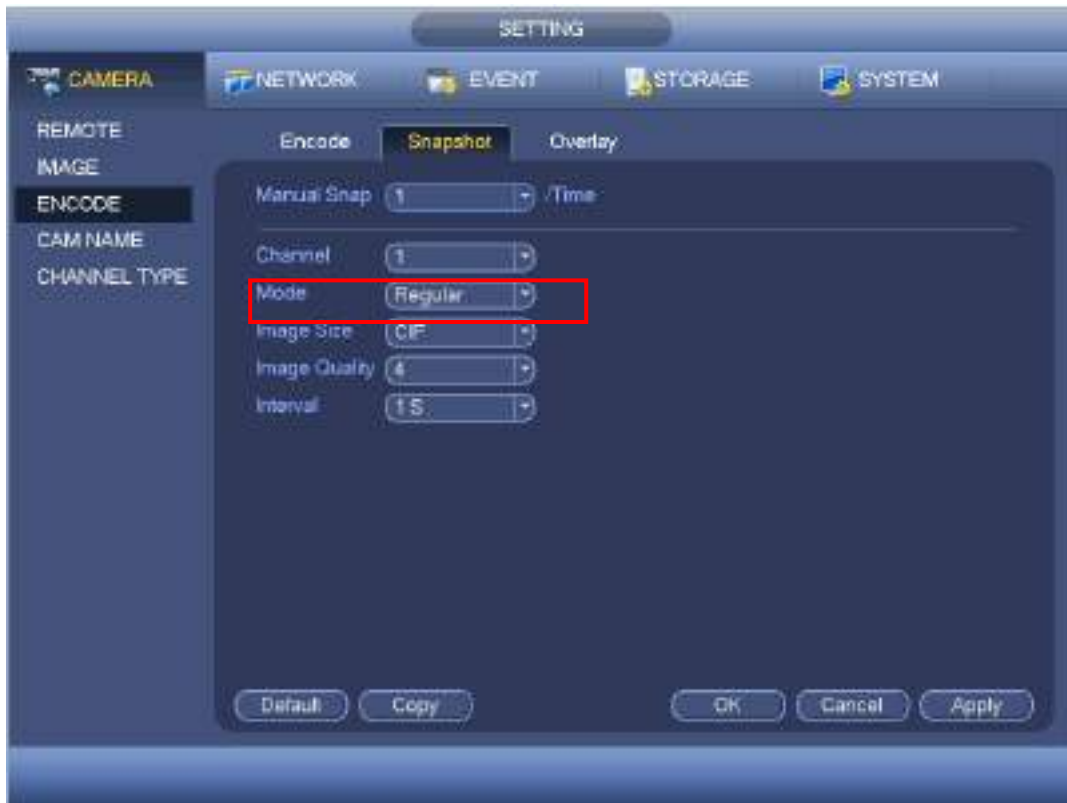 SETTING
CAMERA NETWORK EVENT STORAGE SYSTEM
REMOTE
IMAGE
ENCODE
CAM NAME
CHANNEL TYPE
Encode Snapshot Overlay
Manual Snap 1 /Time
Channel 1
Mode Regular
Image Size CIF
Image Quality 4
Interval 1 S
Default Copy OK Cancel Apply